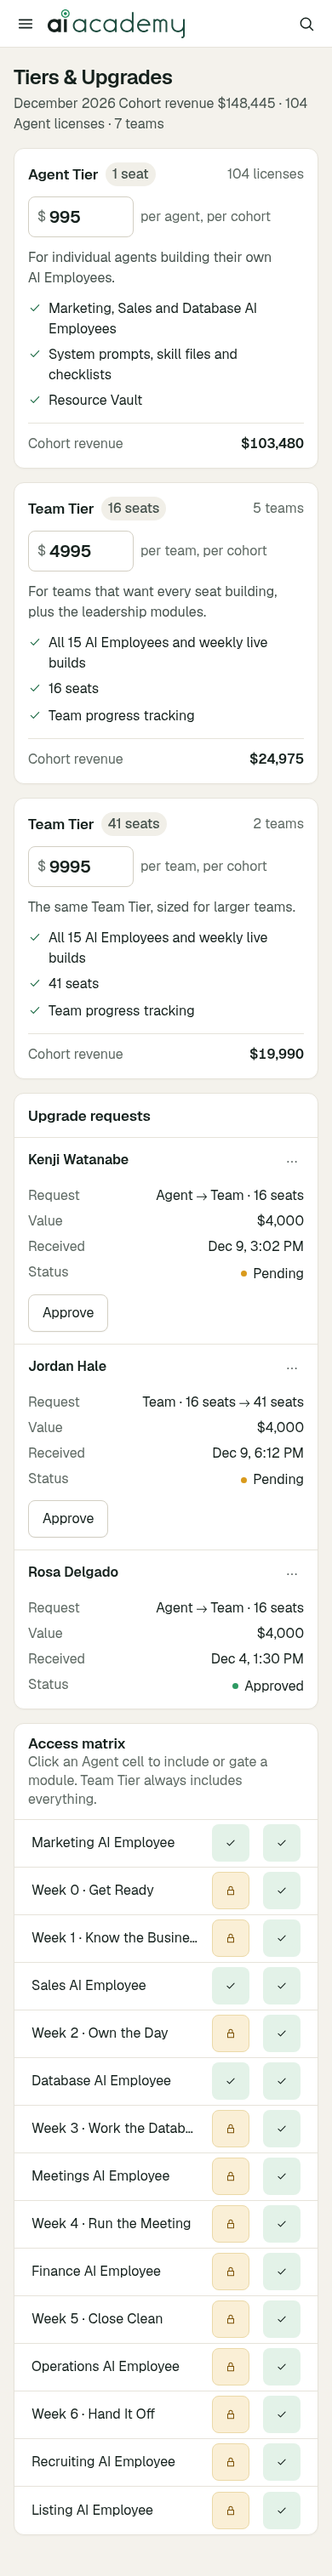 ai academy
Tiers & Upgrades
December 2026 Cohort revenue $148,445 · 104
Agent licenses · 7 teams
Agent Tier 1 seat 104 licenses
$ 995 per agent, per cohort
For individual agents building their own
AI Employees.
Marketing, Sales and Database AI
Employees
System prompts, skill files and
checklists
Resource Vault
Cohort revenue $103,480
Team Tier 16 seats 5 teams
$ 4995 per team, per cohort
For teams that want every seat building,
plus the leadership modules.
All 15 AI Employees and weekly live
builds
16 seats
Team progress tracking
Cohort revenue $24,975
Team Tier 41 seats 2 teams
$ 9995 per team, per cohort
The same Team Tier, sized for larger teams.
All 15 AI Employees and weekly live
builds
41 seats
Team progress tracking
Cohort revenue $19,990
Upgrade requests
Kenji Watanabe ...
Request Agent → Team · 16 seats
Value $4,000
Received Dec 9, 3:02 PM
Status Pending
Approve
Jordan Hale ...
Request Team · 16 seats → 41 seats
Value $4,000
Received Dec 9, 6:12 PM
Status Pending
Approve
Rosa Delgado ...
Request Agent → Team · 16 seats
Value $4,000
Received Dec 4, 1:30 PM
Status Approved
Access matrix
Click an Agent cell to include or gate a
module. Team Tier always includes
everything.
Marketing AI Employee
Week 0 · Get Ready
Week 1 · Know the Busine...
Sales AI Employee
Week 2 · Own the Day
Database AI Employee
Week 3 · Work the Datab...
Meetings AI Employee
Week 4 · Run the Meeting
Finance AI Employee
Week 5 · Close Clean
Operations AI Employee
Week 6 · Hand It Off
Recruiting AI Employee
Listing AI Employee